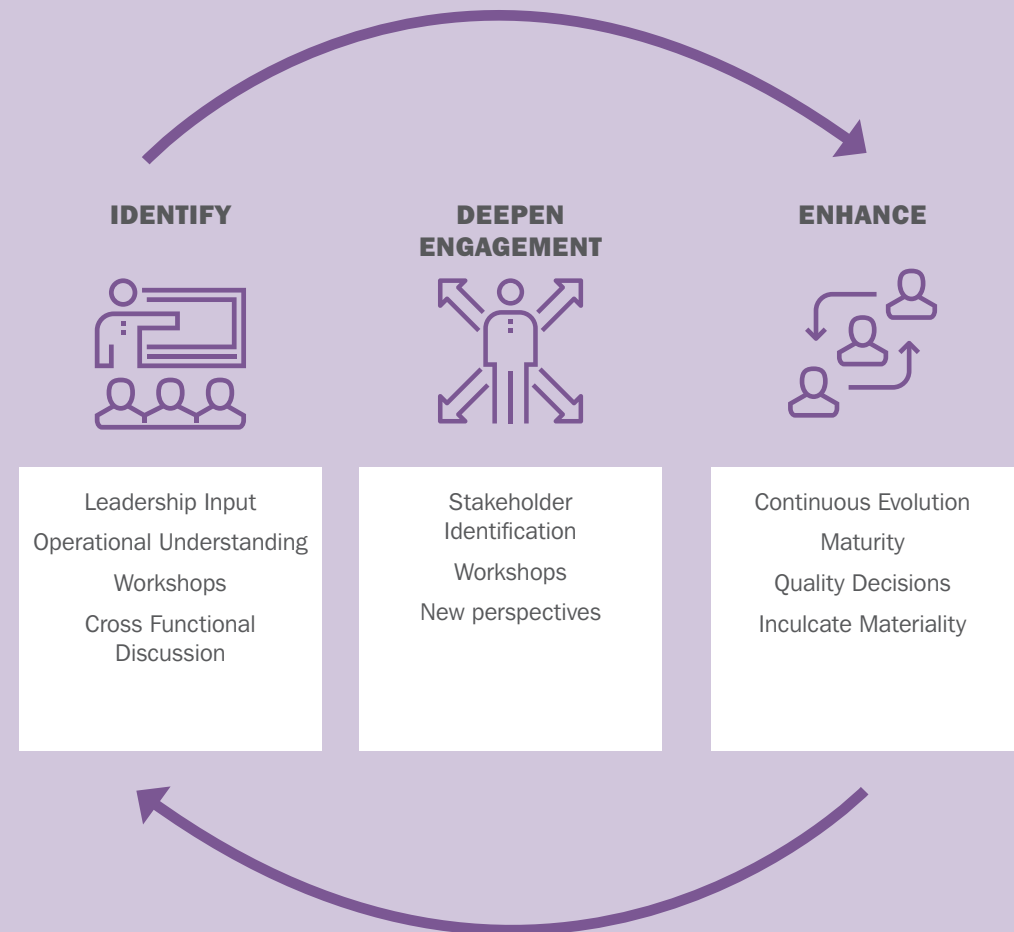 IDENTIFY
Leadership Input
Operational Understanding
Workshops
Cross Functional
Discussion
DEEPEN
ENGAGEMENT
Stakeholder
Identification
Workshops
New perspectives
ENHANCE
Continuous Evolution
Maturity
Quality Decisions
Inculcate Materiality